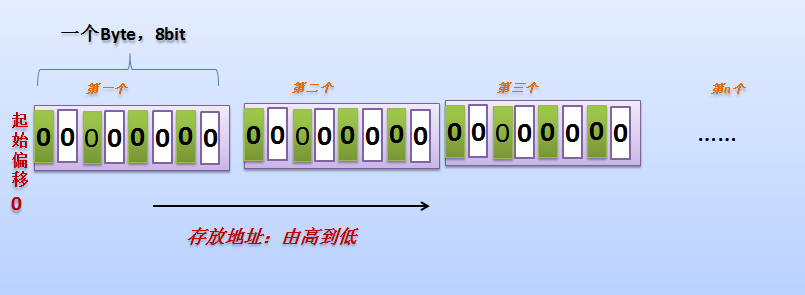 一个Byte，8bit
第一个
第二个
第三个
第n个
起始偏移0
00000000
00000000
00000000
……
存放地址：由高到低